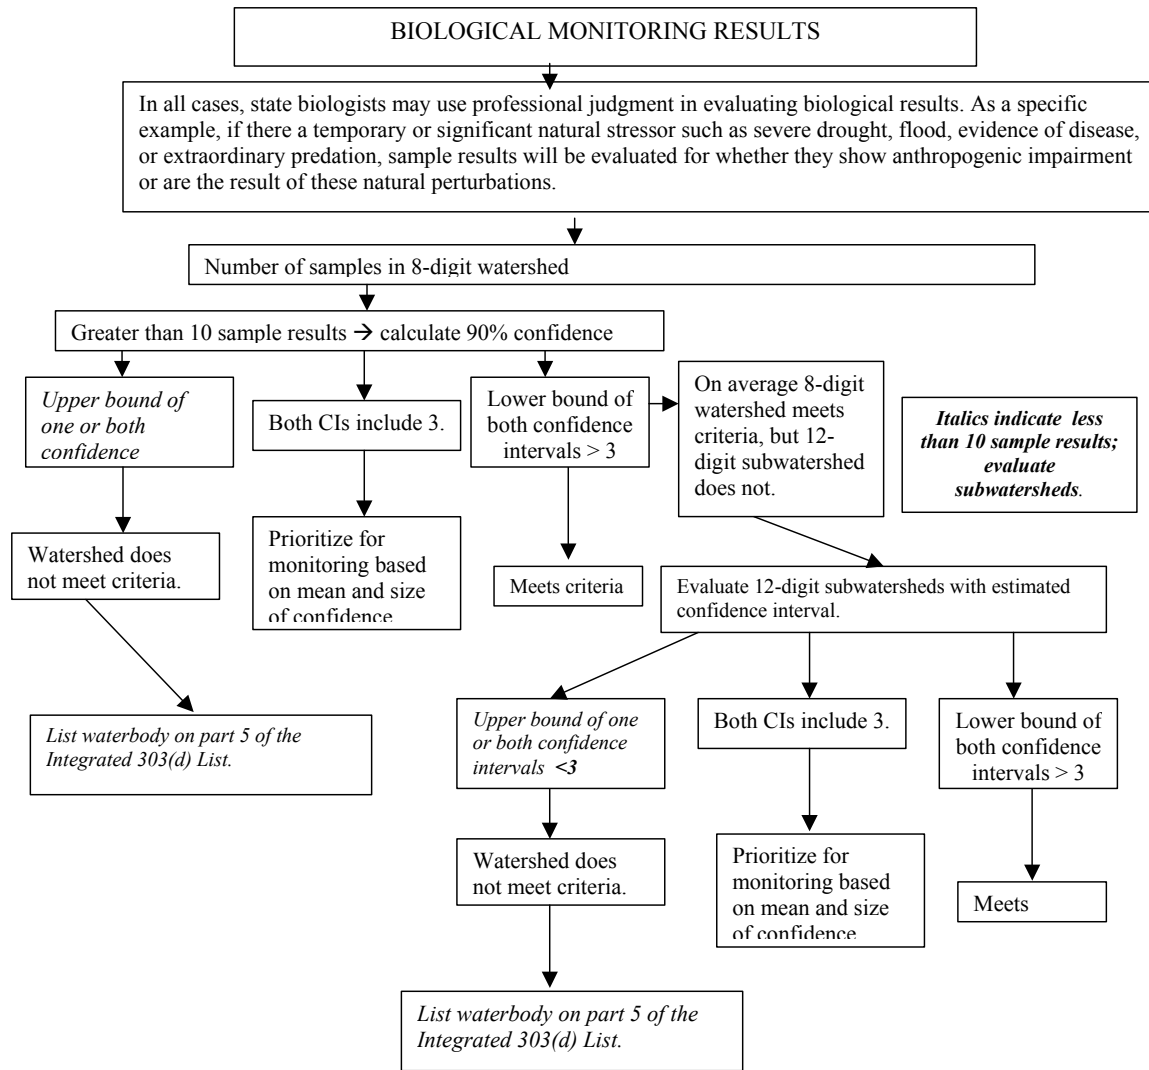 BIOLOGICAL MONITORING RESULTS
In all cases, state biologists may use professional judgment in evaluating biological results. As a specific
example, if there a temporary or significant natural stressor such as severe drought, flood, evidence of disease,
or extraordinary predation, sample results will be evaluated for whether they show anthropogenic impairment
or are the result of these natural perturbations.
Number of samples in 8-digit watershed
Greater than 10 sample results → calculate 90% confidence
Upper bound of
one or both
confidence
Both CIs include 3.
Lower bound of
both confidence
intervals > 3
On average 8-digit
watershed meets
criteria, but 12-
digit subwatershed
does not.
Italics indicate less
than 10 sample results;
evaluate
subwatersheds.
Watershed does
not meet criteria.
Prioritize for
monitoring based
on mean and size
of confidence
Meets criteria
Evaluate 12-digit subwatersheds with estimated
confidence interval.
List waterbody on part 5 of the
Integrated 303(d) List.
Upper bound of one
or both confidence
intervals <3
Both CIs include 3.
Lower bound of
both confidence
intervals > 3
Watershed does
not meet criteria.
Prioritize for
monitoring based
on mean and size
of confidence
Meets
List waterbody on part 5 of the
Integrated 303(d) List.